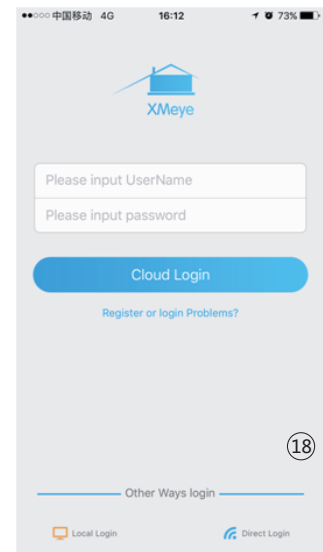 ●●○○○ 中国移动 4G 16:12 73%
XMeye
Please input UserName
Please input password
Cloud Login
Register or login Problems?
18
Other Ways login
Local Login Direct Login